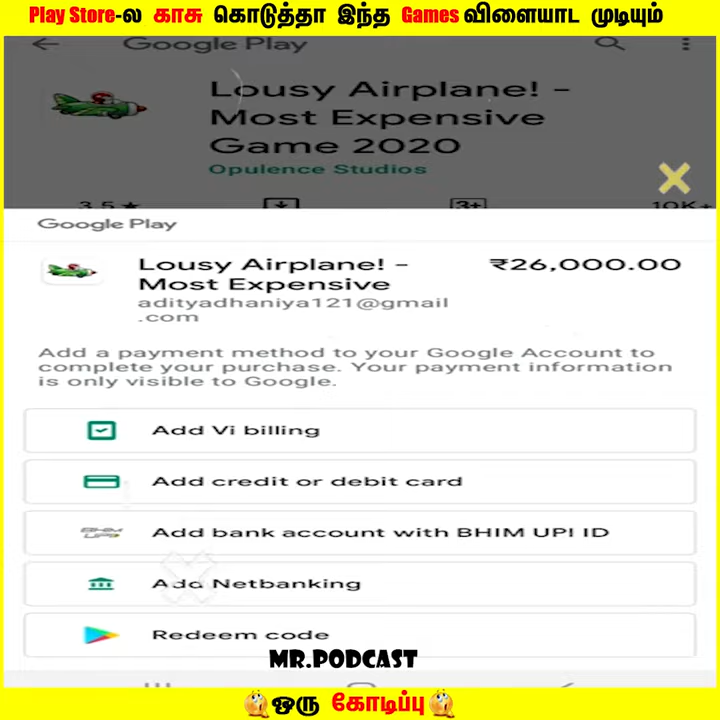 Play Store-ல காசு கொடுத்தா இந்த Games விளையாட முடியும்
Google Play
Lousy Airplane! -
Most Expensive
Game 2020
Opulence Studios
3.5★
3+
10K+
Google Play
Lousy Airplane! -
Most Expensive
₹26,000.00
adityadhaniya121@gmail
.com
Add a payment method to your Google Account to
complete your purchase. Your payment information
is only visible to Google.
Add Vi billing
Add credit or debit card
BHIM
UPI
Add bank account with BHIM UPI ID
Add Netbanking
Redeem code
MR.PODCAST
ஒரு கோடிப்பு